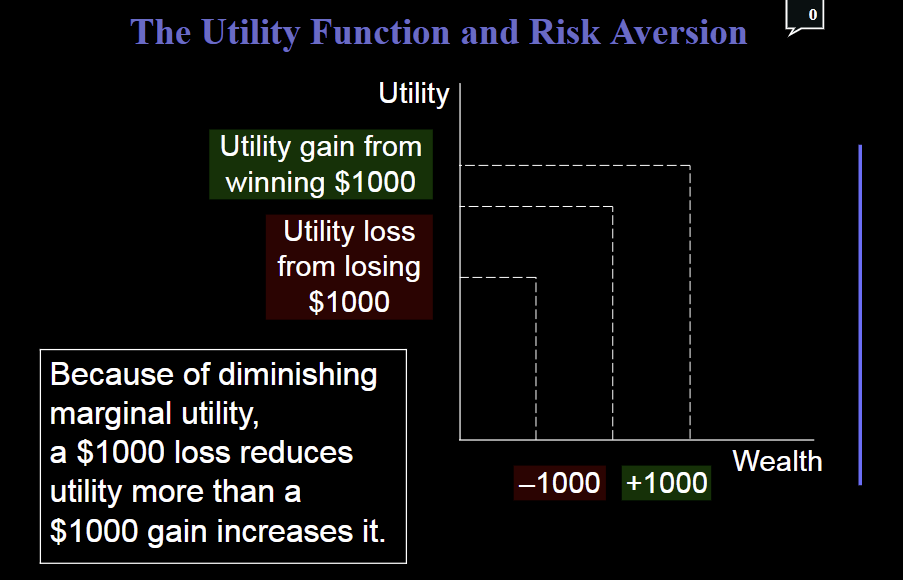 The Utility Function and Risk Aversion
0
Utility
Utility gain from
winning $1000
Utility loss
from losing
$1000
Because of diminishing
marginal utility,
a $1000 loss reduces
utility more than a
$1000 gain increases it.
Wealth
–1000
+1000